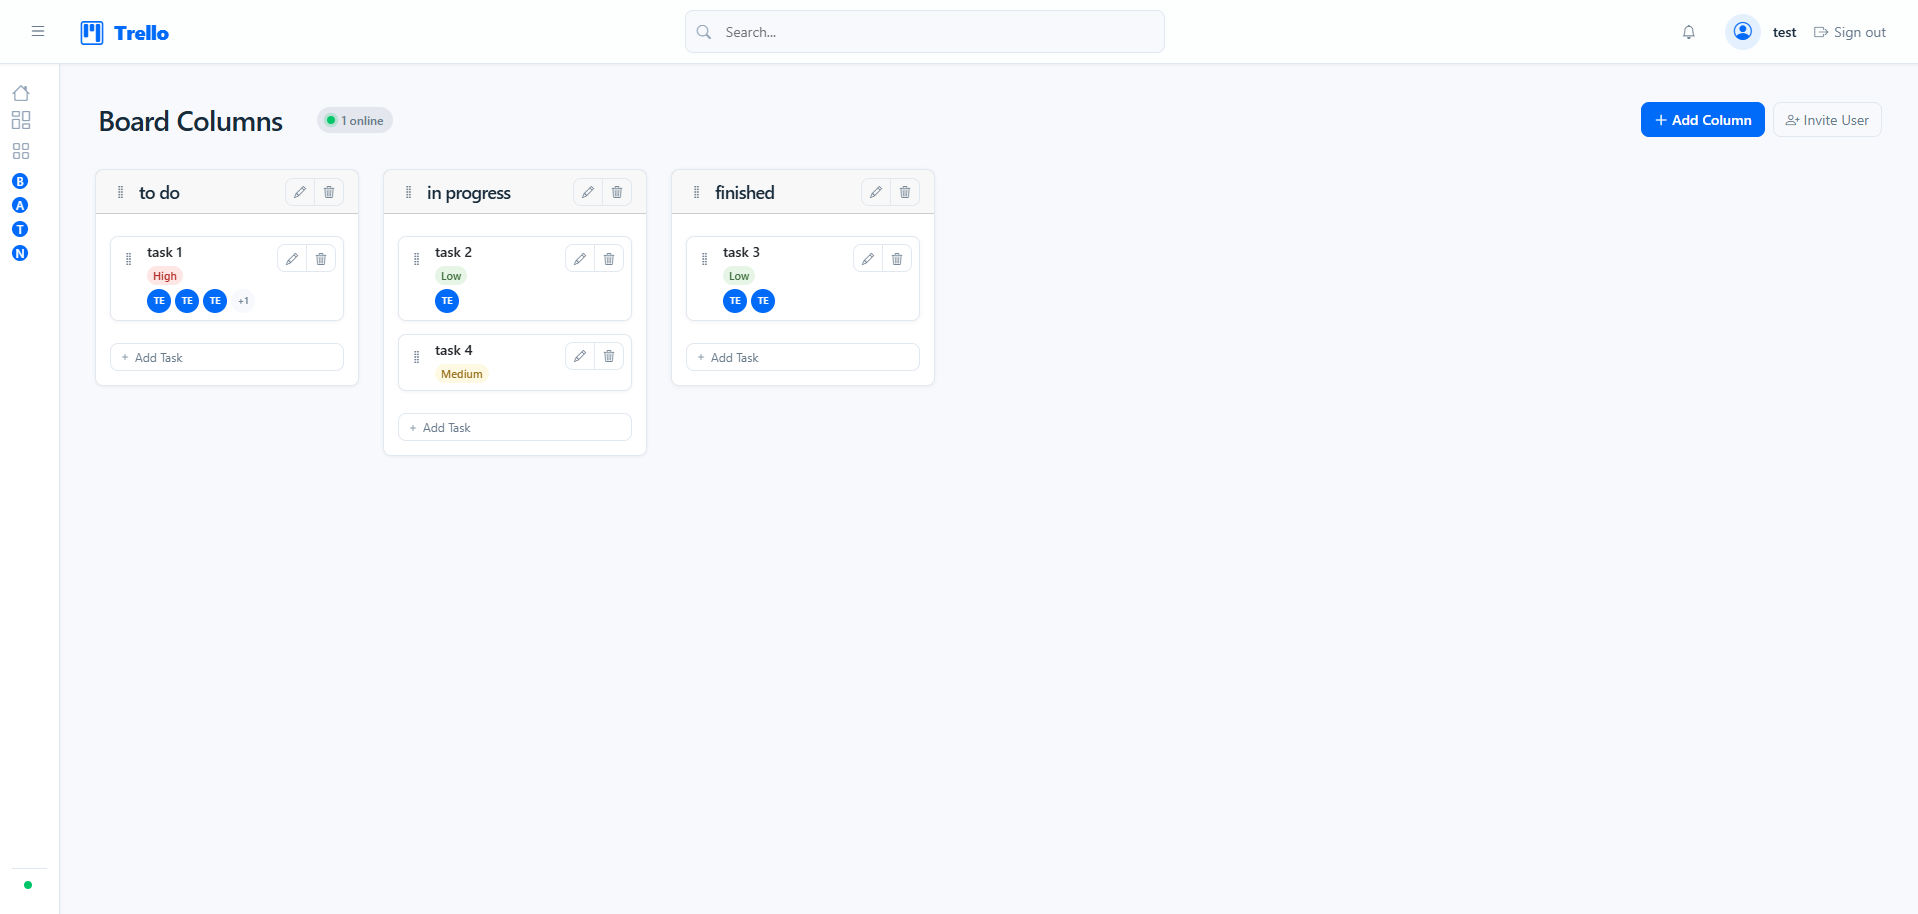 Trello
Search...
test
Sign out
Board Columns
1 online
+ Add Column
Invite User
B
A
T
N
to do
task 1
High
TE TE TE +1
+ Add Task
in progress
task 2
Low
TE
task 4
Medium
+ Add Task
finished
task 3
Low
TE TE
+ Add Task